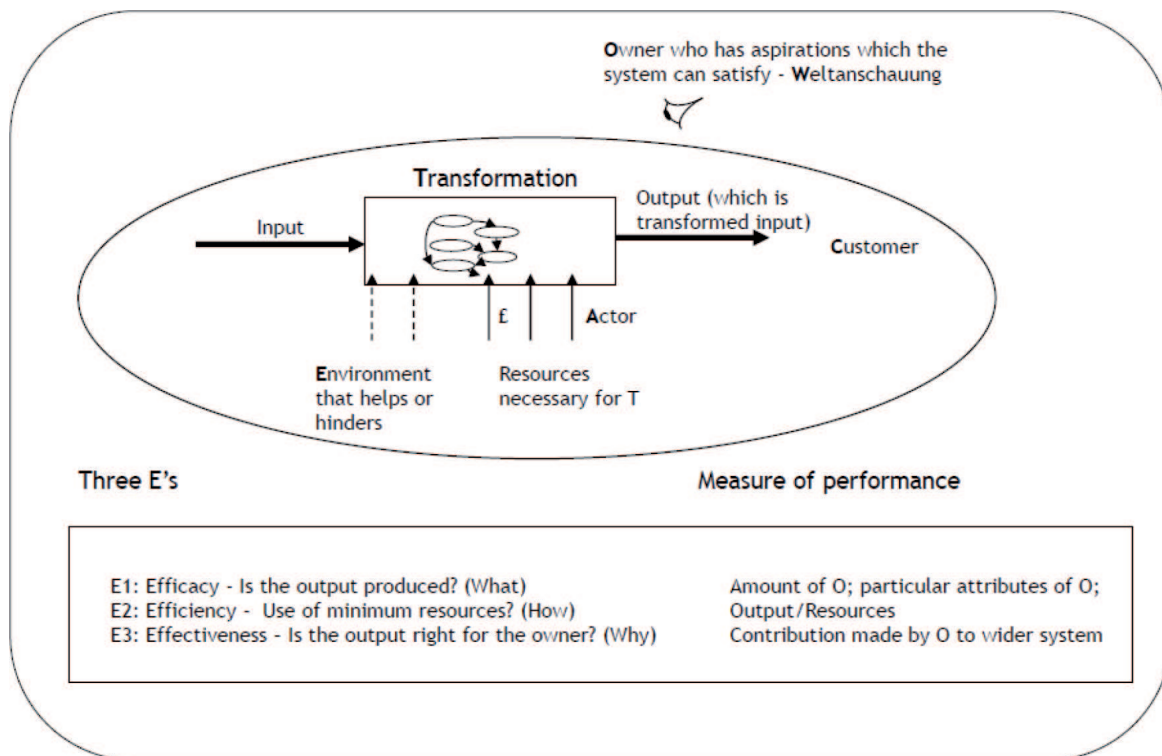 Owner who has aspirations which the
system can satisfy - Weltanschauung
Transformation
Input
Output (which is
transformed input)
Customer
£
Actor
Environment
that helps or
hinders
Resources
necessary for T
Three E's
Measure of performance
E1: Efficacy - Is the output produced? (What)
E2: Efficiency - Use of minimum resources? (How)
E3: Effectiveness - Is the output right for the owner? (Why)
Amount of O; particular attributes of O;
Output/Resources
Contribution made by O to wider system